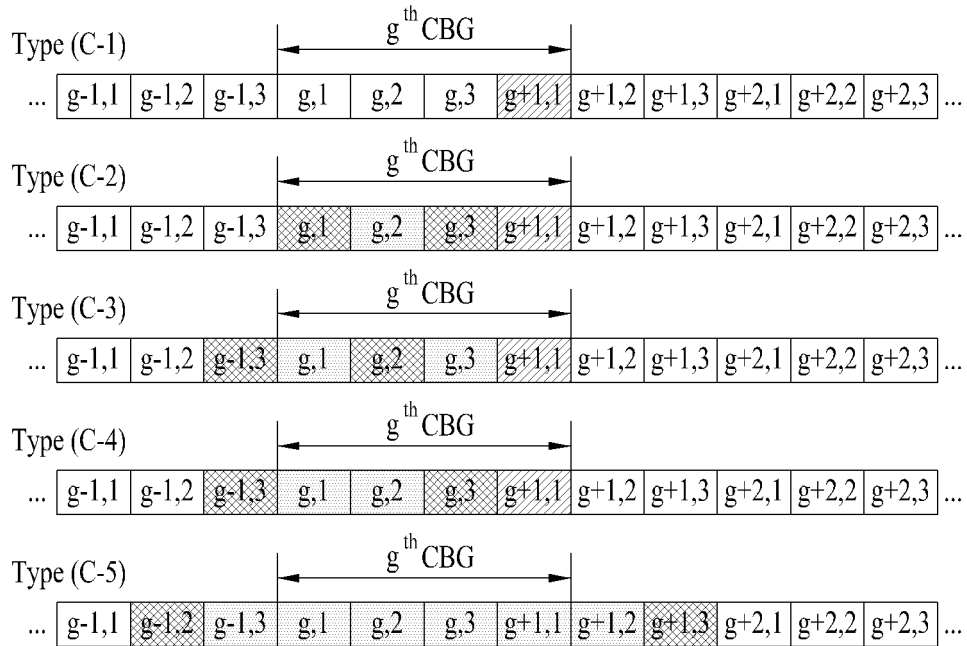 g th CBG
Type (C-1)
... g-1,1 g-1,2 g-1,3 g,1 g,2 g,3 g+1,1 g+1,2 g+1,3 g+2,1 g+2,2 g+2,3 ...
g th CBG
Type (C-2)
... g-1,1 g-1,2 g-1,3 g,1 g,2 g,3 g+1,1 g+1,2 g+1,3 g+2,1 g+2,2 g+2,3 ...
g th CBG
Type (C-3)
... g-1,1 g-1,2 g-1,3 g,1 g,2 g,3 g+1,1 g+1,2 g+1,3 g+2,1 g+2,2 g+2,3 ...
g th CBG
Type (C-4)
... g-1,1 g-1,2 g-1,3 g,1 g,2 g,3 g+1,1 g+1,2 g+1,3 g+2,1 g+2,2 g+2,3 ...
g th CBG
Type (C-5)
... g-1,1 g-1,2 g-1,3 g,1 g,2 g,3 g+1,1 g+1,2 g+1,3 g+2,1 g+2,2 g+2,3 ...